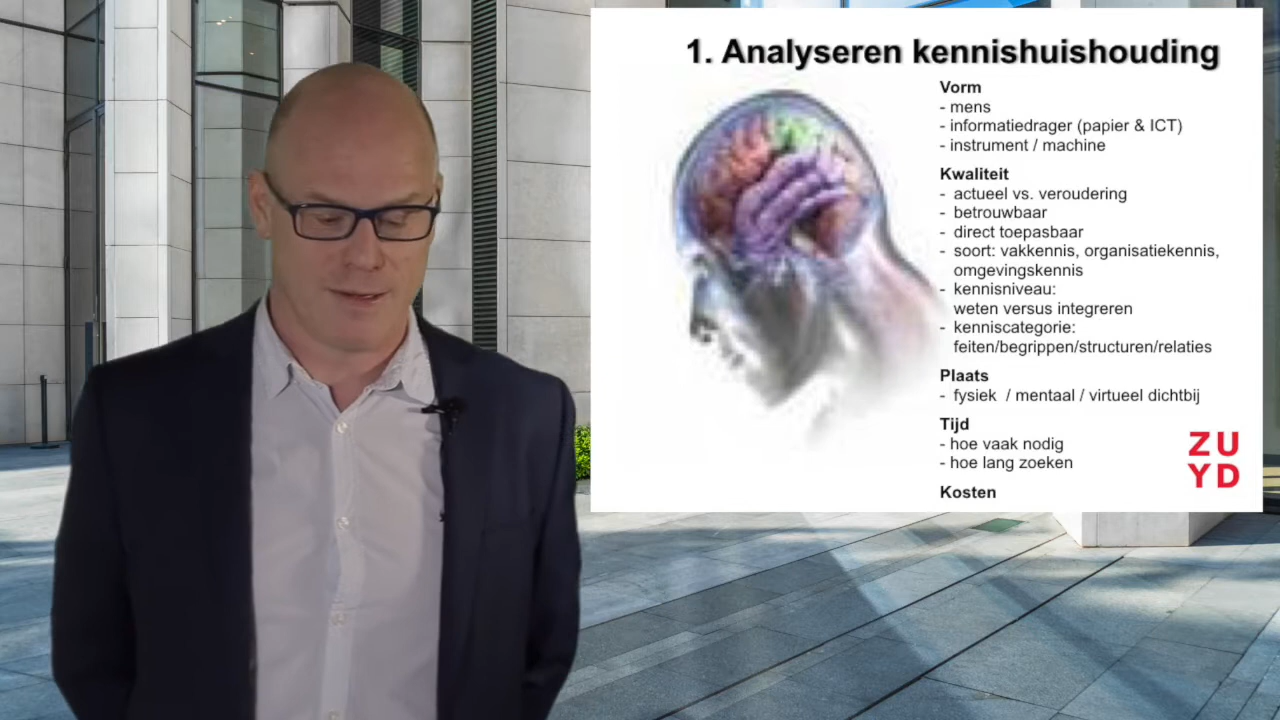 1. Analyseren kennishuishouding
Vorm
- mens
- informatiedrager (papier & ICT)
- instrument / machine
Kwaliteit
- actueel vs. veroudering
- betrouwbaar
- direct toepasbaar
- soort: vakkennis, organisatiekennis,
omgevingskennis
- kennisniveau:
weten versus integreren
- kenniscategorie:
feiten/begrippen/structuren/relaties
Plaats
- fysiek / mentaal / virtueel dichtbij
Tijd
- hoe vaak nodig
- hoe lang zoeken
Kosten
ZU
YD